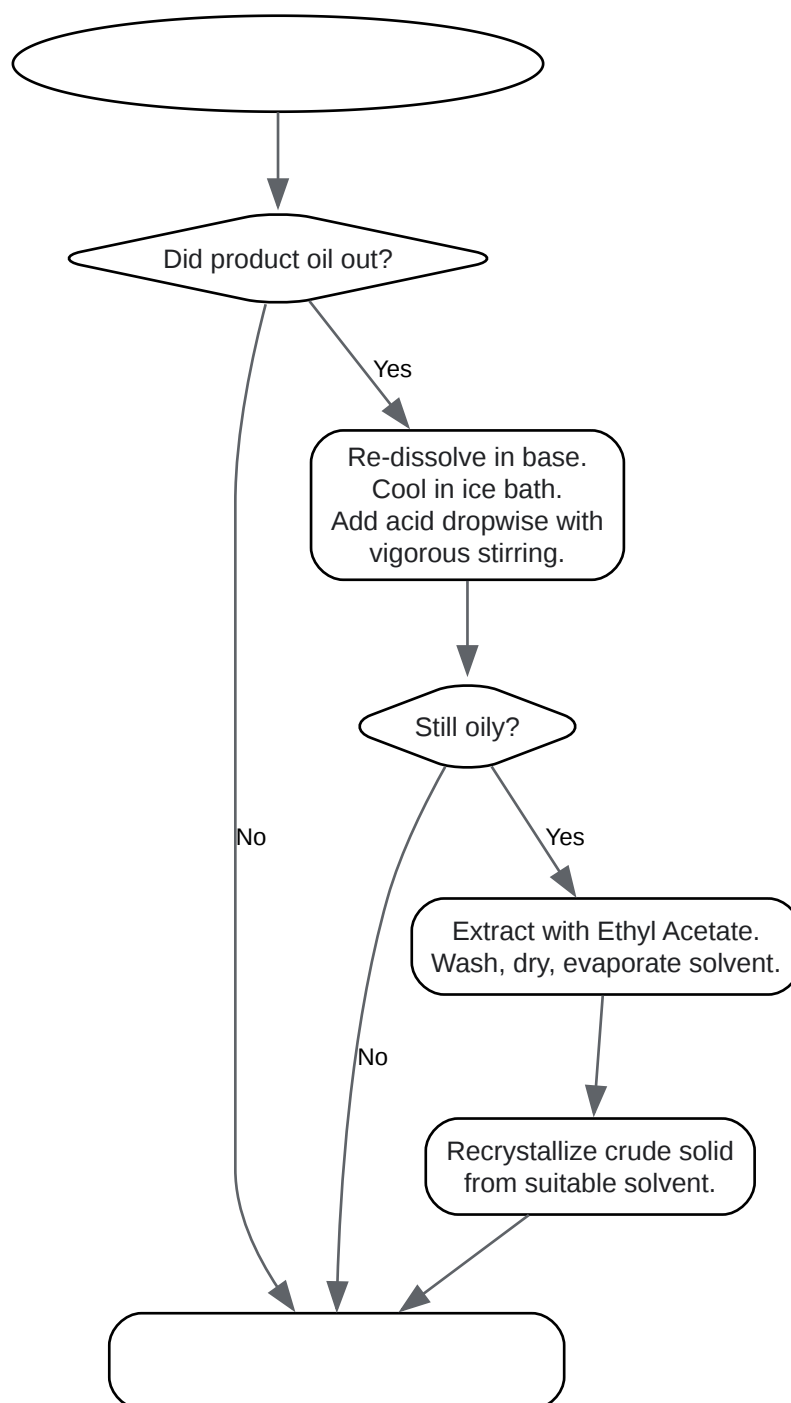 Did product oil out?
Yes
Re-dissolve in base.
Cool in ice bath.
Add acid dropwise with
vigorous stirring.
Still oily?
No
Yes
Extract with Ethyl Acetate.
Wash, dry, evaporate solvent.
No
Recrystallize crude solid
from suitable solvent.